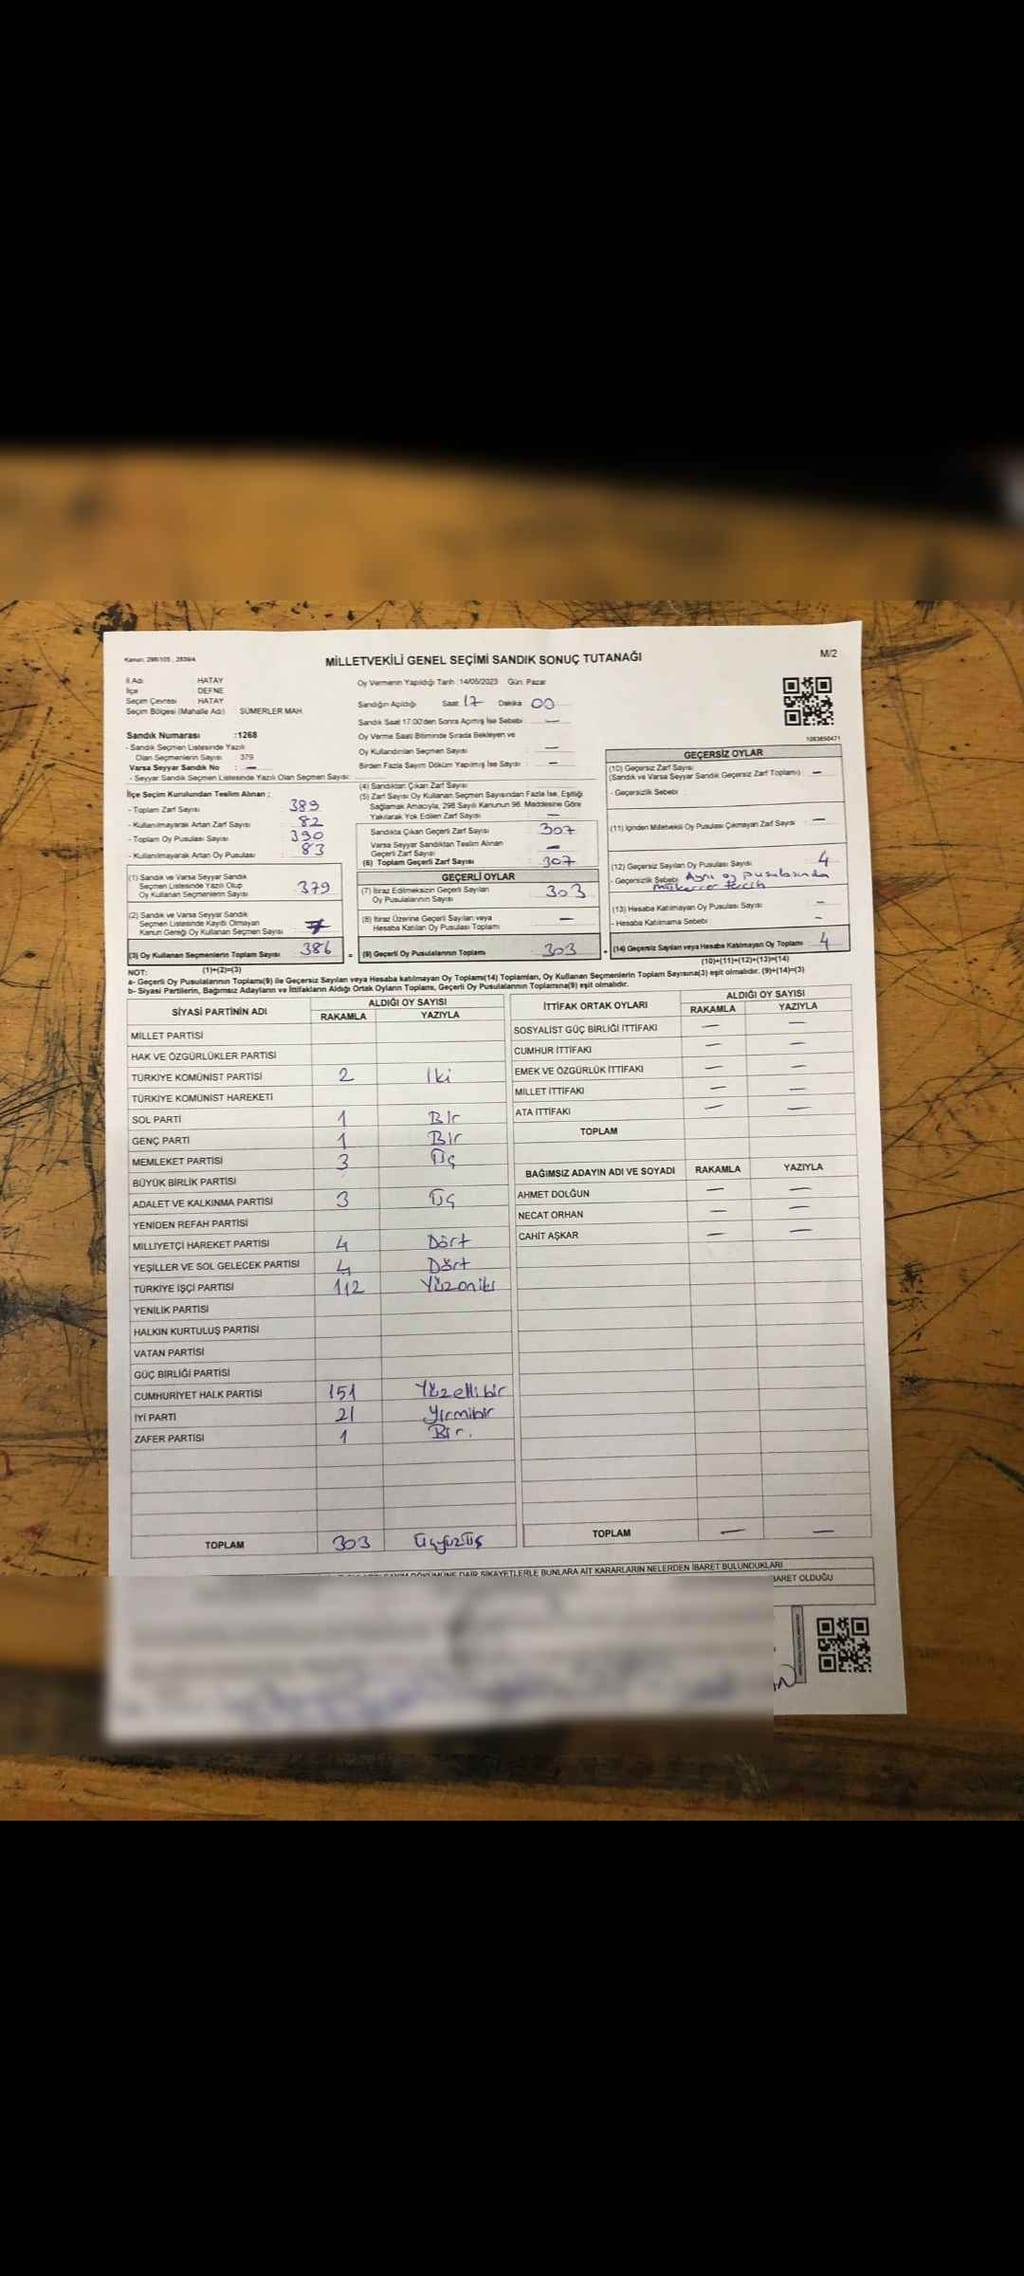 Kanun: 298/105 , 2839/4
MİLLETVEKİLİ GENEL SEÇİMİ SANDIK SONUÇ TUTANAĞI
M/2
İl Adı HATAY
İlçe DEFNE
Seçim Çevresi HATAY
Seçim Bölgesi (Mahalle Adı) SÜMERLER MAH.
Sandık Numarası :1268
- Sandık Seçmen Listesinde Yazılı
Olan Seçmenlerin Sayısı 379
Varsa Seyyar Sandık No : —
- Seyyar Sandık Seçmen Listesinde Yazılı Olan Seçmen Sayısı:
Oy Vermenin Yapıldığı Tarih :14/05/2023 Gün: Pazar
Sandığın Açıldığı Saat 17 Dakika 00
Sandık Saat 17.00'den Sonra Açılmış İse Sebebi : —
Oy Verme Saati Bitiminde Sırada Bekleyen ve
Oy Kullandırılan Seçmen Sayısı —
Birden Fazla Sayım Döküm Yapılmış İse Sayısı : —
1083650471
İlçe Seçim Kurulundan Teslim Alınan ;
- Toplam Zarf Sayısı 389
- Kullanılmayarak Artan Zarf Sayısı 82
- Toplam Oy Pusulası Sayısı 390
- Kullanılmayarak Artan Oy Pusulası 83
(1) Sandık ve Varsa Seyyar Sandık
Seçmen Listesinde Yazılı Olup
Oy Kullanan Seçmenlerin Sayısı 379
(2) Sandık ve Varsa Seyyar Sandık
Seçmen Listesinde Kayıtlı Olmayan
Kanun Gereği Oy Kullanan Seçmen Sayısı 7
(3) Oy Kullanan Seçmenlerin Toplam Sayısı 386
(1)+(2)=(3)
(4) Sandıktan Çıkan Zarf Sayısı
(5) Zarf Sayısı Oy Kullanan Seçmen Sayısından Fazla İse, Eşitliği
Sağlamak Amacıyla, 298 Sayılı Kanunun 98. Maddesine Göre
Yakılarak Yok Edilen Zarf Sayısı —
Sandıkta Çıkan Geçerli Zarf Sayısı 307
Varsa Seyyar Sandıktan Teslim Alınan
Geçerli Zarf Sayısı —
(6) Toplam Geçerli Zarf Sayısı 307
GEÇERLİ OYLAR
(7) İtiraz Edilmeksizin Geçerli Sayılan
Oy Pusulalarının Sayısı 303
(8) İtiraz Üzerine Geçerli Sayılan veya
Hesaba Katılan Oy Pusulası Toplamı —
= (9) Geçerli Oy Pusulalarının Toplamı 303
GEÇERSİZ OYLAR
(10) Geçersiz Zarf Sayısı
(Sandık ve Varsa Seyyar Sandık Geçersiz Zarf Toplamı) —
- Geçersizlik Sebebi
(11) İçinden Milletvekili Oy Pusulası Çıkmayan Zarf Sayısı —
(12) Geçersiz Sayılan Oy Pusulası Sayısı 4
- Geçersizlik Sebebi Aynı oy pusulasında
mükerrer tercih
(13) Hesaba Katılmayan Oy Pusulası Sayısı —
- Hesaba Katılmama Sebebi —
+ (14) Geçersiz Sayılan veya Hesaba Katılmayan Oy Toplamı 4
(10)+(11)+(12)+(13)=(14)
NOT:
a- Geçerli Oy Pusulalarının Toplamı(9) ile Geçersiz Sayılan veya Hesaba katılmayan Oy Toplamı(14) Toplamları, Oy Kullanan Seçmenlerin Toplam Sayısına(3) eşit olmalıdır. (9)+(14)=(3)
b- Siyasi Partilerin, Bağımsız Adayların ve İttifakların Aldığı Ortak Oyların Toplamı, Geçerli Oy Pusulalarının Toplamına(9) eşit olmalıdır.
SİYASİ PARTİNİN ADI ALDIĞI OY SAYISI
RAKAMLA YAZIYLA
MİLLET PARTİSİ
HAK VE ÖZGÜRLÜKLER PARTİSİ
TÜRKİYE KOMÜNİST PARTİSİ 2 İki
TÜRKİYE KOMÜNİST HAREKETİ
SOL PARTİ 1 Bir
GENÇ PARTİ 1 Bir
MEMLEKET PARTİSİ 3 Üç
BÜYÜK BİRLİK PARTİSİ
ADALET VE KALKINMA PARTİSİ 3 Üç
YENİDEN REFAH PARTİSİ
MİLLİYETÇİ HAREKET PARTİSİ 4 Dört
YEŞİLLER VE SOL GELECEK PARTİSİ 4 Dört
TÜRKİYE İŞÇİ PARTİSİ 112 Yüzoniki
YENİLİK PARTİSİ
HALKIN KURTULUŞ PARTİSİ
VATAN PARTİSİ
GÜÇ BİRLİĞİ PARTİSİ
CUMHURİYET HALK PARTİSİ 151 Yüzellibir
İYİ PARTİ 21 Yirmibir
ZAFER PARTİSİ 1 Bir.
TOPLAM 303 Üçyüzüç
İTTİFAK ORTAK OYLARI ALDIĞI OY SAYISI
RAKAMLA YAZIYLA
SOSYALİST GÜÇ BİRLİĞİ İTTİFAKI — —
CUMHUR İTTİFAKI — —
EMEK VE ÖZGÜRLÜK İTTİFAKI — —
MİLLET İTTİFAKI — —
ATA İTTİFAKI — —
TOPLAM
BAĞIMSIZ ADAYIN ADI VE SOYADI RAKAMLA YAZIYLA
AHMET DOLĞUN — —
NECAT ORHAN — —
CAHİT AŞKAR — —
TOPLAM — —
DÖKÜMÜNE DAİR ŞİKAYETLERLE BUNLARA AİT KARARLARIN NELERDEN İBARET BULUNDUKLARI
İBARET OLDUĞU